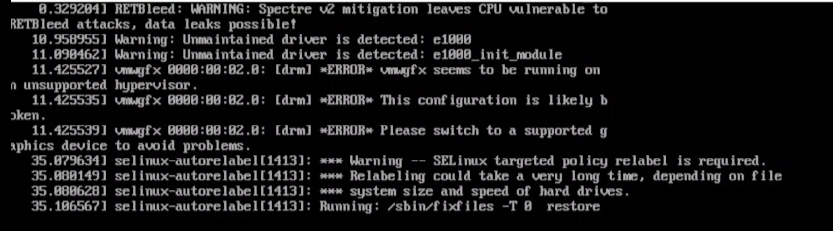 0.329204] RETBleed: WARNING: Spectre v2 mitigation leaves CPU vulnerable to
RETBleed attacks, data leaks possible!
10.958955] Warning: Unmaintained driver is detected: e1000
11.090462] Warning: Unmaintained driver is detected: e1000_init_module
11.425527] vmwgfx 0000:00:02.0: [drm] *ERROR* vmwgfx seems to be running on
n unsupported hypervisor.
11.425535] vmwgfx 0000:00:02.0: [drm] *ERROR* This configuration is likely b
oken.
11.425539] vmwgfx 0000:00:02.0: [drm] *ERROR* Please switch to a supported g
aphics device to avoid problems.
35.079634] selinux-autorelabel[1413]: *** Warning -- SELinux targeted policy relabel is required.
35.080149] selinux-autorelabel[1413]: *** Relabeling could take a very long time, depending on file
35.080628] selinux-autorelabel[1413]: *** system size and speed of hard drives.
35.106567] selinux-autorelabel[1413]: Running: /sbin/fixfiles -T 0  restore